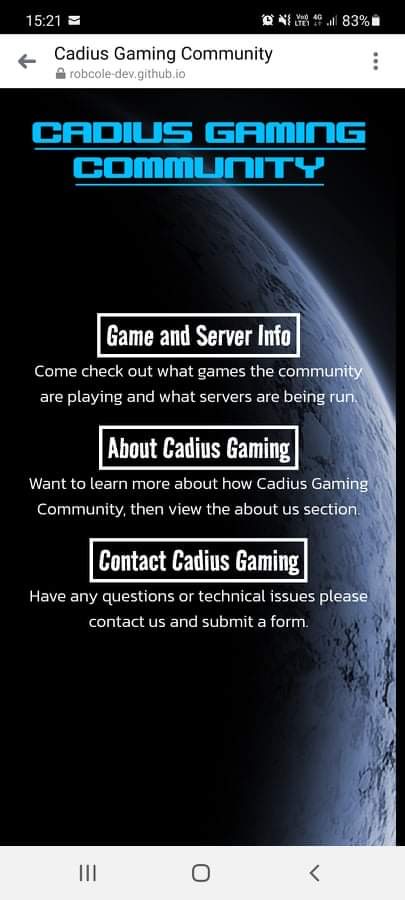 15:21
Vo) 4G
LTE1
83%
Cadius Gaming Community
robcole-dev.github.io
CADIUS GAMING
COMMUNITY
Game and Server Info
Come check out what games the community
are playing and what servers are being run.
About Cadius Gaming
Want to learn more about how Cadius Gaming
Community, then view the about us section.
Contact Cadius Gaming
Have any questions or technical issues please
contact us and submit a form.